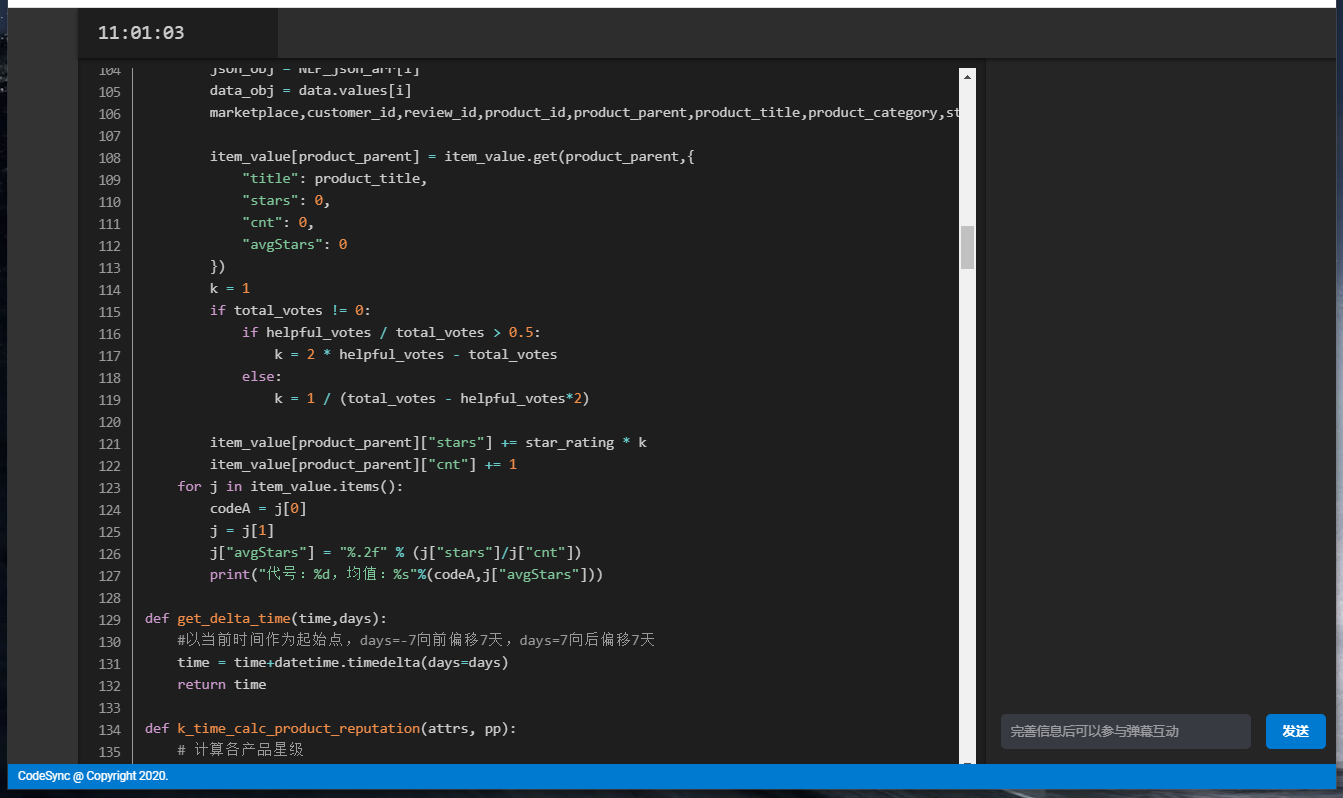 11:01:03
104 json_obj = NLP_json_arr[i]
105 data_obj = data.values[i]
106 marketplace,customer_id,review_id,product_id,product_parent,product_title,product_category,st
107
108 item_value[product_parent] = item_value.get(product_parent,{
109 "title": product_title,
110 "stars": 0,
111 "cnt": 0,
112 "avgStars": 0
113 })
114 k = 1
115 if total_votes != 0:
116 if helpful_votes / total_votes > 0.5:
117 k = 2 * helpful_votes - total_votes
118 else:
119 k = 1 / (total_votes - helpful_votes*2)
120
121 item_value[product_parent]["stars"] += star_rating * k
122 item_value[product_parent]["cnt"] += 1
123 for j in item_value.items():
124 codeA = j[0]
125 j = j[1]
126 j["avgStars"] = "%.2f" % (j["stars"]/j["cnt"])
127 print("代号：%d，均值：%s"%(codeA,j["avgStars"]))
128
129 def get_delta_time(time,days):
130 #以当前时间作为起始点，days=-7向前偏移7天，days=7向后偏移7天
131 time = time+datetime.timedelta(days=days)
132 return time
133
134 def k_time_calc_product_reputation(attrs, pp):
135 # 计算各产品星级
完善信息后可以参与弹幕互动
发送
CodeSync @ Copyright 2020.